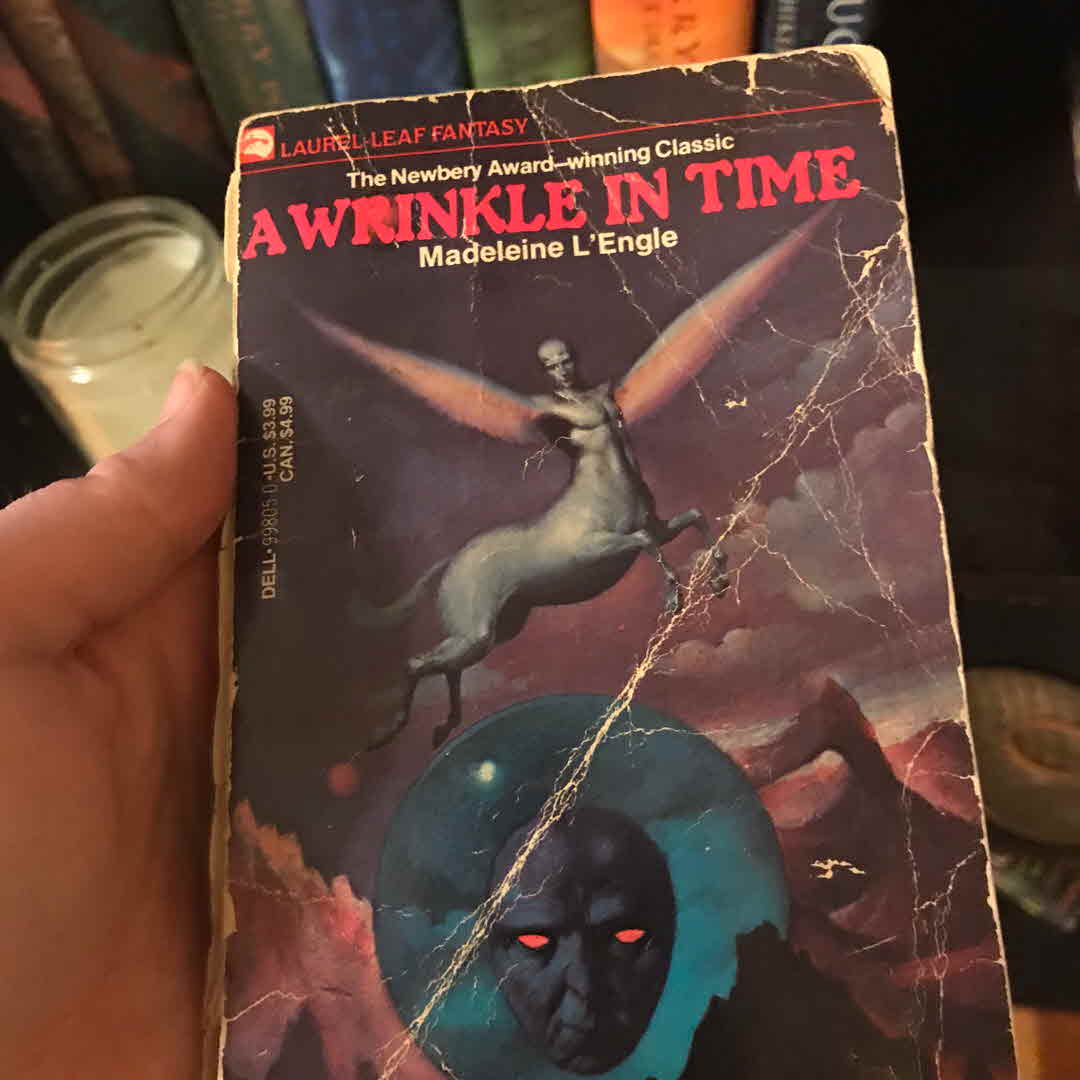 LAUREL-LEAF FANTASY
The Newbery Award-winning Classic
A WRINKLE IN TIME
Madeleine L'Engle
DELL • 99805-0 • U.S. $3.99
CAN. $4.99